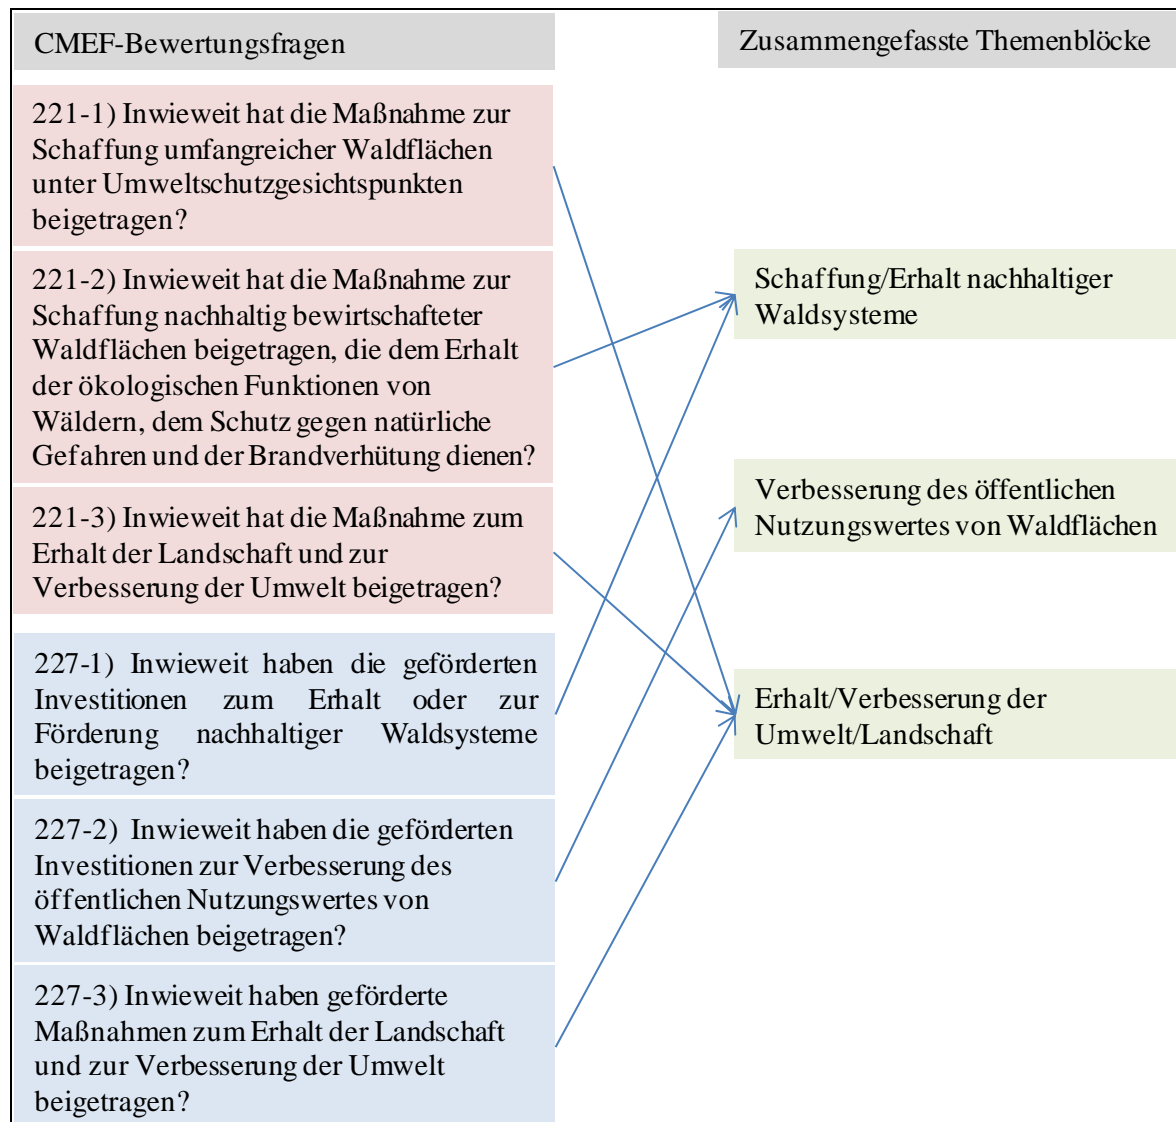 CMEF-Bewertungsfragen
221-1) Inwieweit hat die Maßnahme zur
Schaffung umfangreicher Waldflächen
unter Umweltschutzgesichtspunkten
beigetragen?
221-2) Inwieweit hat die Maßnahme zur
Schaffung nachhaltig bewirtschafteter
Waldflächen beigetragen, die dem Erhalt
der ökologischen Funktionen von
Wäldern, dem Schutz gegen natürliche
Gefahren und der Brandverhütung dienen?
221-3) Inwieweit hat die Maßnahme zum
Erhalt der Landschaft und zur
Verbesserung der Umwelt beigetragen?
227-1) Inwieweit haben die geförderten
Investitionen zum Erhalt oder zur
Förderung nachhaltiger Waldsysteme
beigetragen?
227-2) Inwieweit haben die geförderten
Investitionen zur Verbesserung des
öffentlichen Nutzungswertes von
Waldflächen beigetragen?
227-3) Inwieweit haben geförderte
Maßnahmen zum Erhalt der Landschaft
und zur Verbesserung der Umwelt
beigetragen?
Zusammengefasste Themenblöcke
Schaffung/Erhalt nachhaltiger
Waldsysteme
Verbesserung des öffentlichen
Nutzungswertes von Waldflächen
Erhalt/Verbesserung der
Umwelt/Landschaft